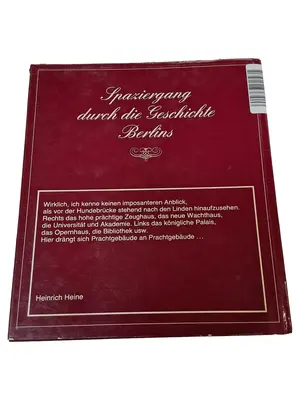 Spaziergang
durch die Geschichte
Berlins
Wirklich, ich kenne keinen imposanteren Anblick,
als vor der Hundebrücke stehend nach den Linden hinaufzusehen.
Rechts das hohe prächtige Zeughaus, das neue Wachthaus,
die Universität und Akademie. Links das königliche Palais,
das Opernhaus, die Bibliothek usw.
Hier drängt sich Prachtgebäude an Prachtgebäude ...
Heinrich Heine